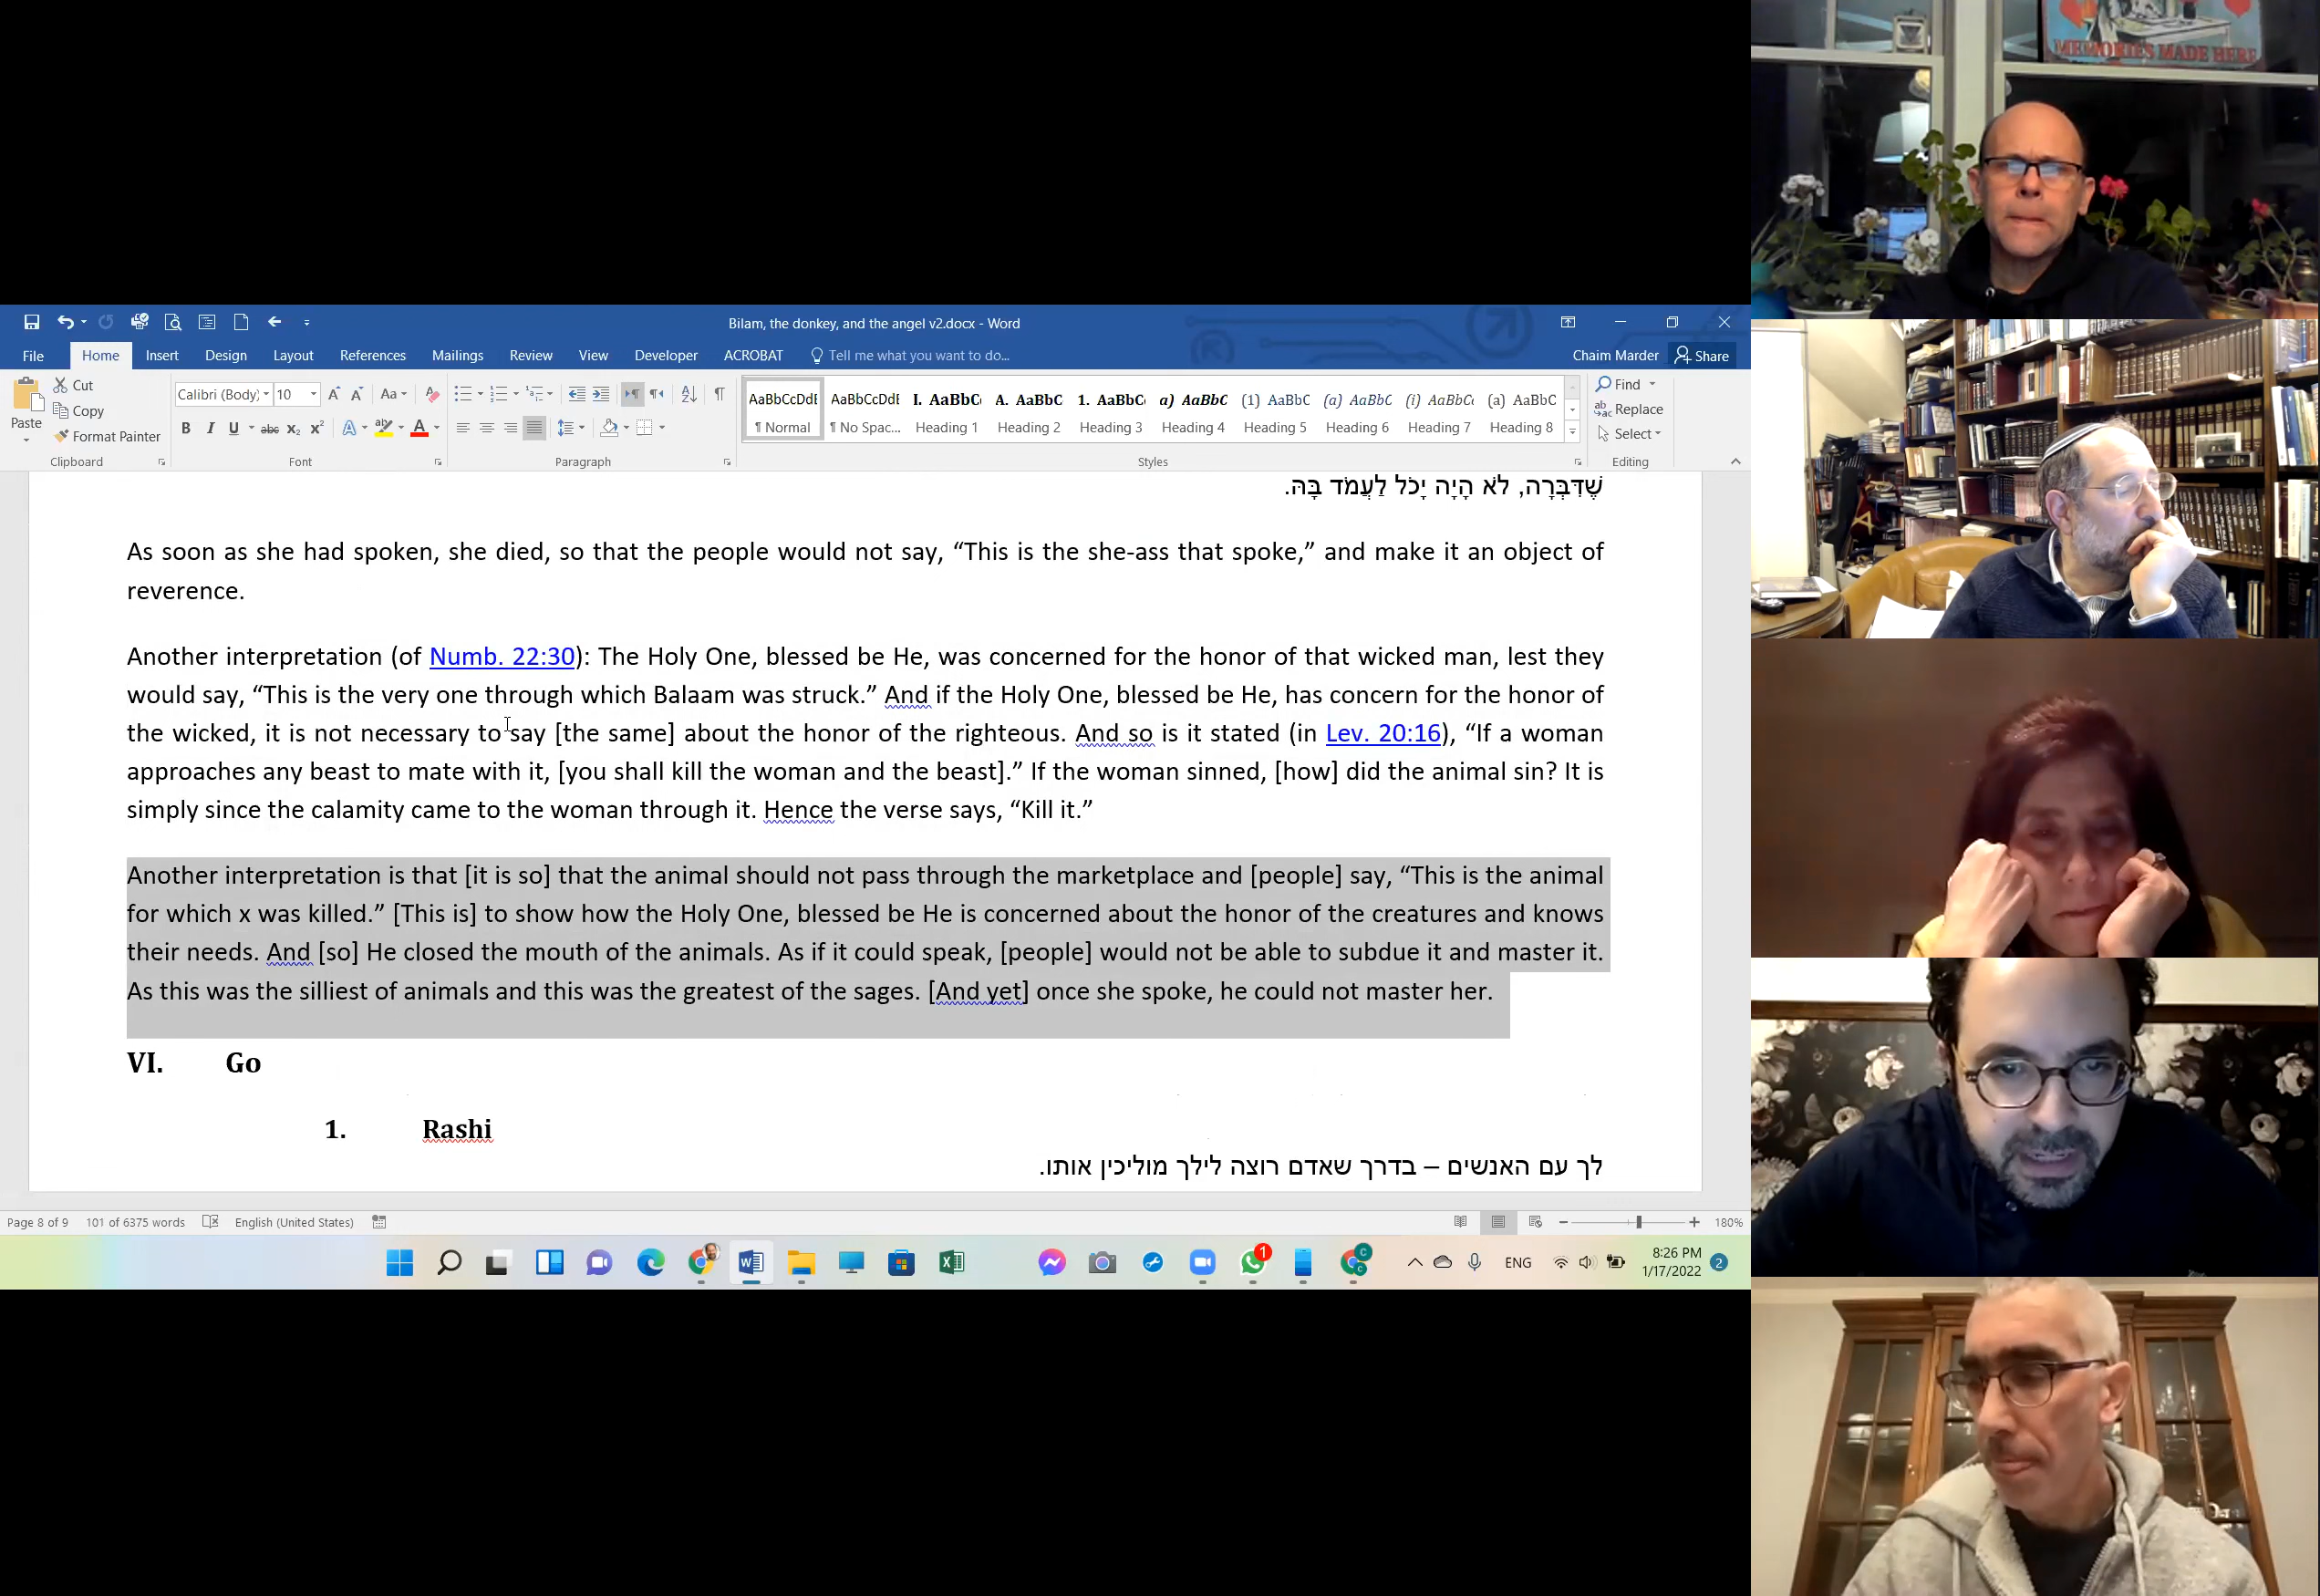 MEMORIES MADE HERE
Bilam, the donkey, and the angel v2.docx - Word
File Home Insert Design Layout References Mailings Review View Developer ACROBAT Tell me what you want to do... Chaim Marder Share
Paste
Cut
Copy
Format Painter
Clipboard
Calibri (Body) 10
Font
Paragraph
AaBbCcDdE AaBbCcDdE I. AaBbC A. AaBbC 1. AaBbC a) AaBbC (1) AaBbC (a) AaBbC (i) AaBbCc (a) AaBbC
¶ Normal ¶ No Spac... Heading 1 Heading 2 Heading 3 Heading 4 Heading 5 Heading 6 Heading 7 Heading 8
Styles
Find
Replace
Select
Editing
שֶׁדִּבְּרָה, לֹא הָיָה יָכֹל לַעֲמֹד בָּהּ.
As soon as she had spoken, she died, so that the people would not say, “This is the she-ass that spoke,” and make it an object of
reverence.
Another interpretation (of Numb. 22:30): The Holy One, blessed be He, was concerned for the honor of that wicked man, lest they
would say, “This is the very one through which Balaam was struck.” And if the Holy One, blessed be He, has concern for the honor of
the wicked, it is not necessary to say [the same] about the honor of the righteous. And so is it stated (in Lev. 20:16), “If a woman
approaches any beast to mate with it, [you shall kill the woman and the beast].” If the woman sinned, [how] did the animal sin? It is
simply since the calamity came to the woman through it. Hence the verse says, “Kill it.”
Another interpretation is that [it is so] that the animal should not pass through the marketplace and [people] say, “This is the animal
for which x was killed.” [This is] to show how the Holy One, blessed be He is concerned about the honor of the creatures and knows
their needs. And [so] He closed the mouth of the animals. As if it could speak, [people] would not be able to subdue it and master it.
As this was the silliest of animals and this was the greatest of the sages. [And yet] once she spoke, he could not master her.
VI. Go
1. Rashi
לך עם האנשים – בדרך שאדם רוצה לילך מוליכין אותו.
Page 8 of 9 101 of 6375 words English (United States) 180%
1 ENG 8:26 PM
1/17/2022 2